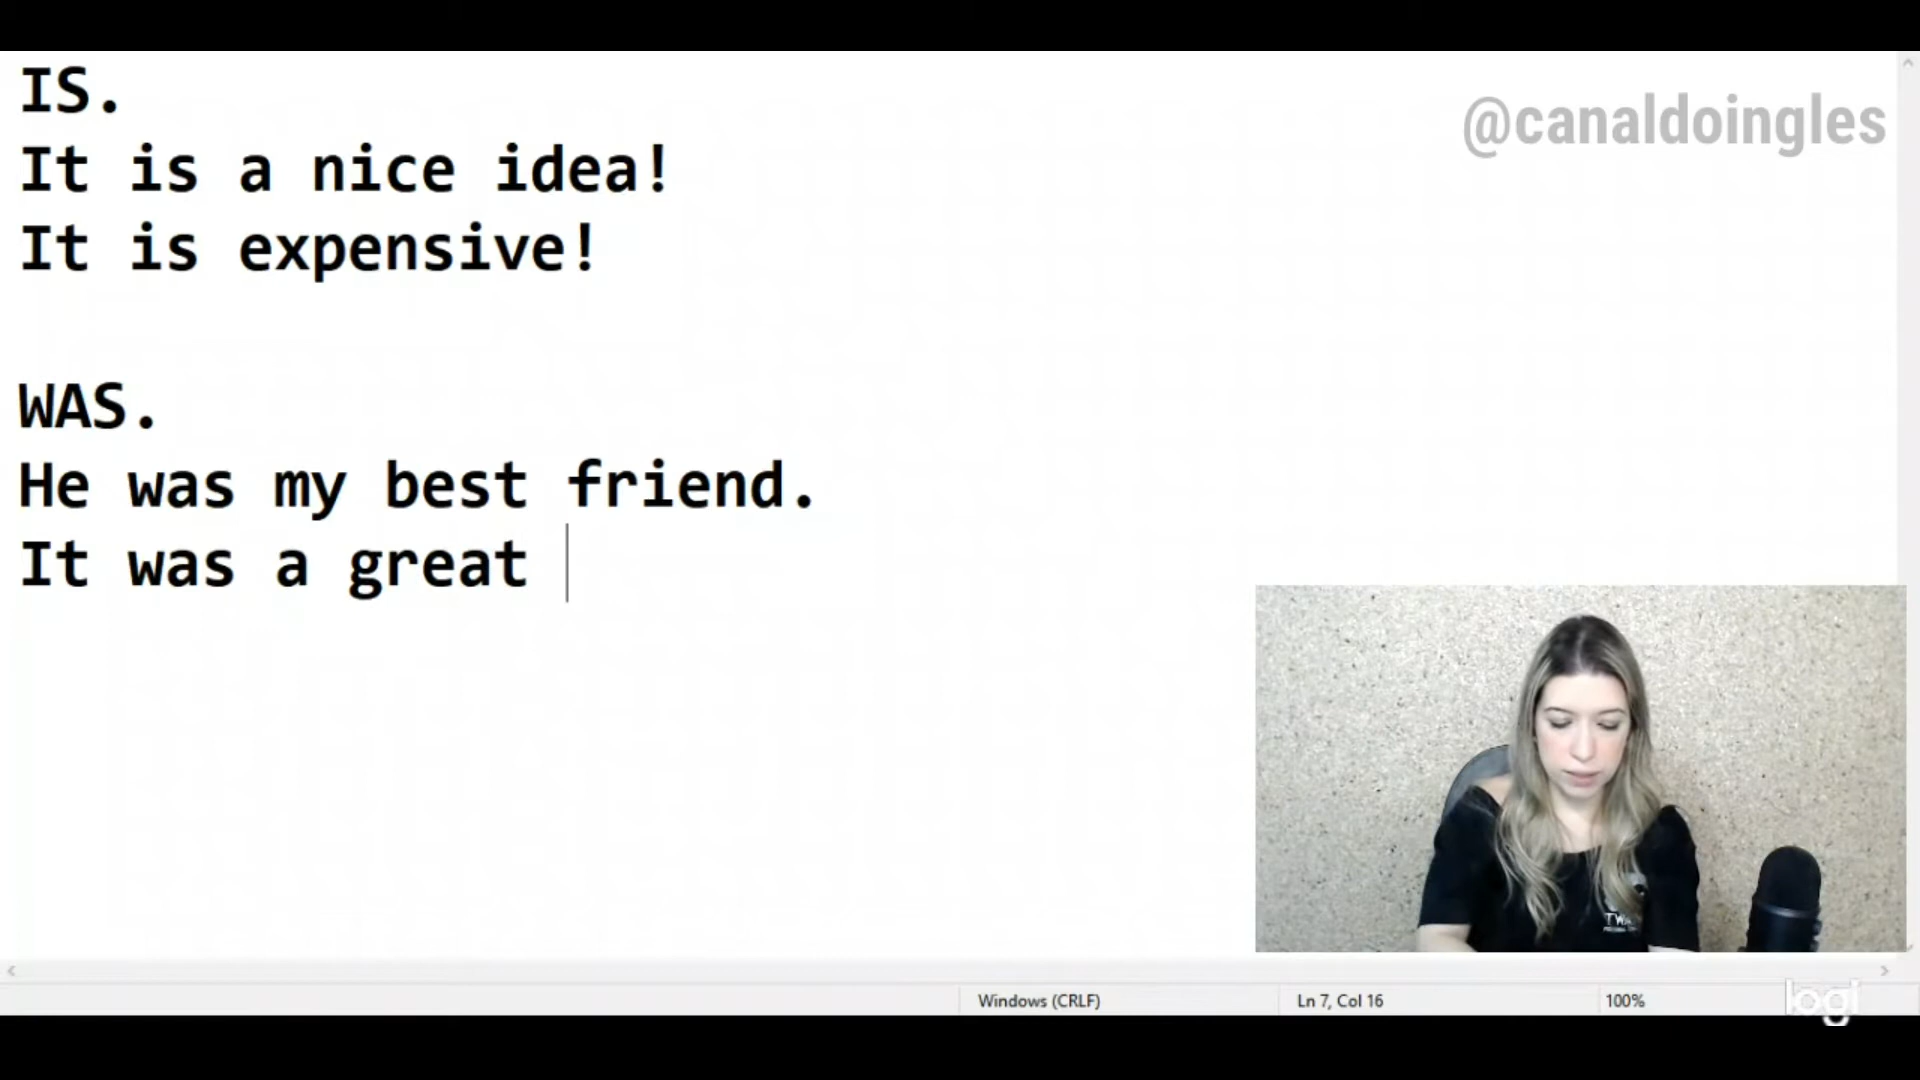 IS.
@canaldoingles
It is a nice idea!
It is expensive!
WAS.
He was my best friend.
It was a great
Windows (CRLF)
Ln 7, Col 16
100%
logi